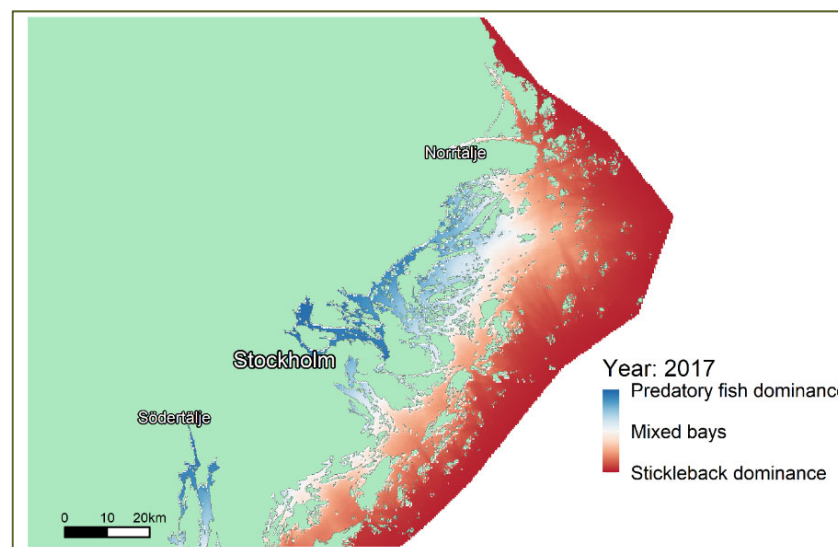 Norrtälje
Stockholm
Södertälje
Year: 2017
Predatory fish dominance
Mixed bays
Stickleback dominance
0 10 20km